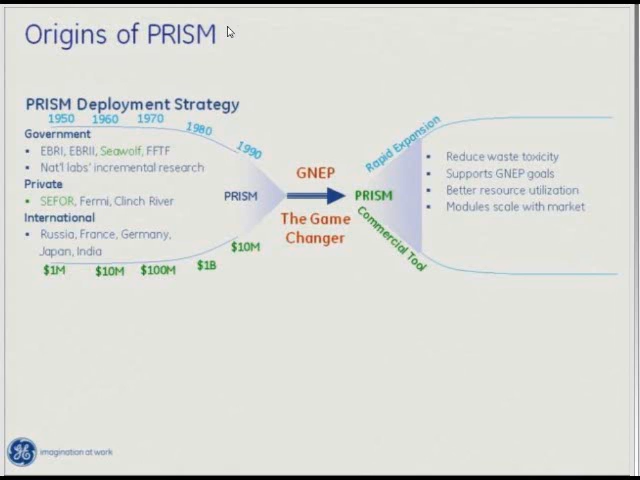 Origins of PRISM
PRISM Deployment Strategy
1950 1960 1970 1980 1990
Government
EBRI, EBRII, Seawolf, FFTF
Nat'l labs' incremental research
Private
SEFOR, Fermi, Clinch River
International
Russia, France, Germany,
Japan, India
$1M $10M $100M $1B $10M
PRISM
GNEP
The Game
Changer
PRISM
Rapid Expansion
Commercial Tool
Reduce waste toxicity
Supports GNEP goals
Better resource utilization
Modules scale with market
GE
imagination at work